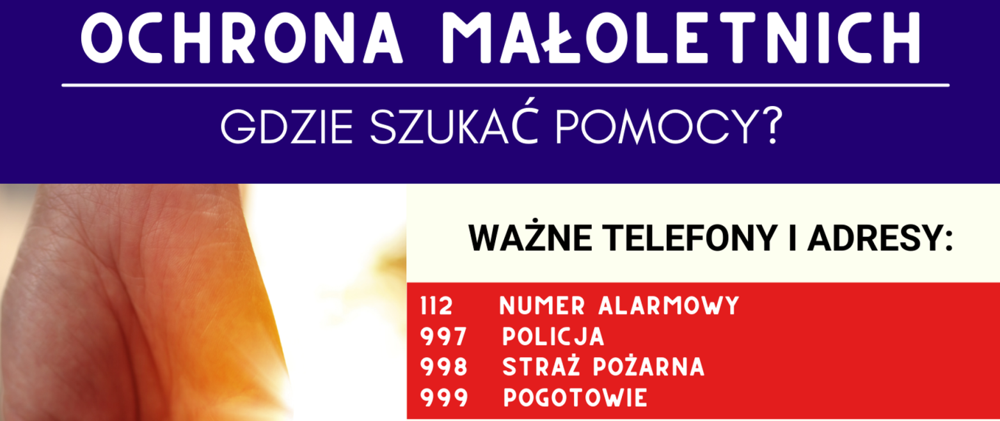 OCHRONA MAŁOLETNICH
GDZIE SZUKAĆ POMOCY?
WAŻNE TELEFONY I ADRESY:
112 NUMER ALARMOWY
997 POLICJA
998 STRAŻ POŻARNA
999 POGOTOWIE